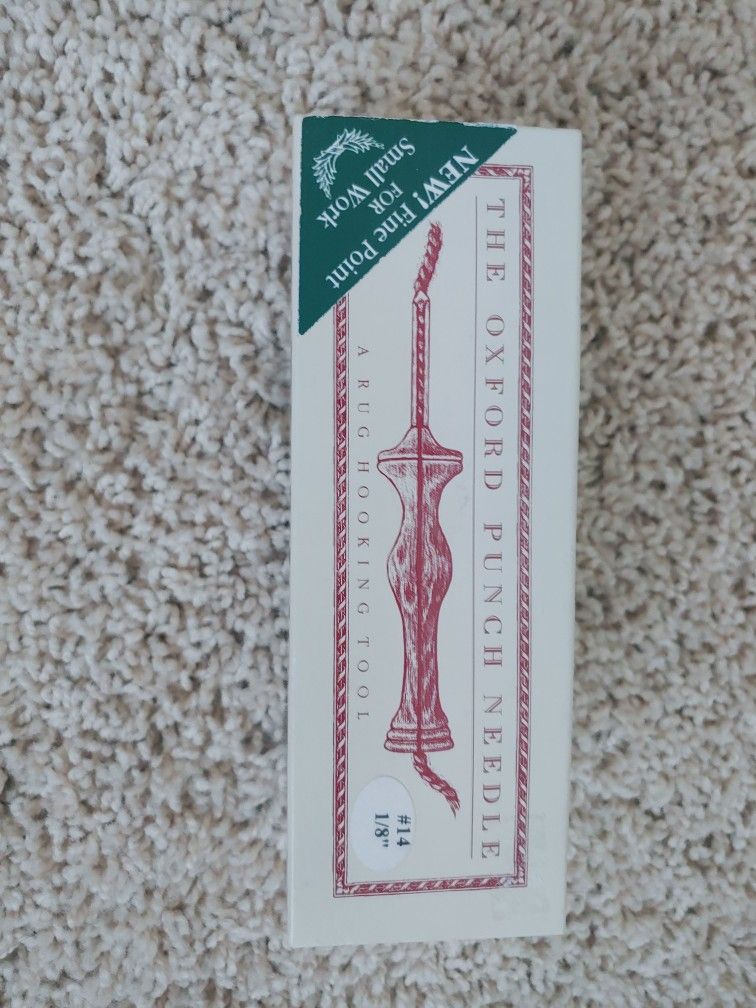 NEW! Fine Point
FOR
Small Work
THE OXFORD PUNCH NEEDLE
A RUG HOOKING TOOL
#14
1/8"